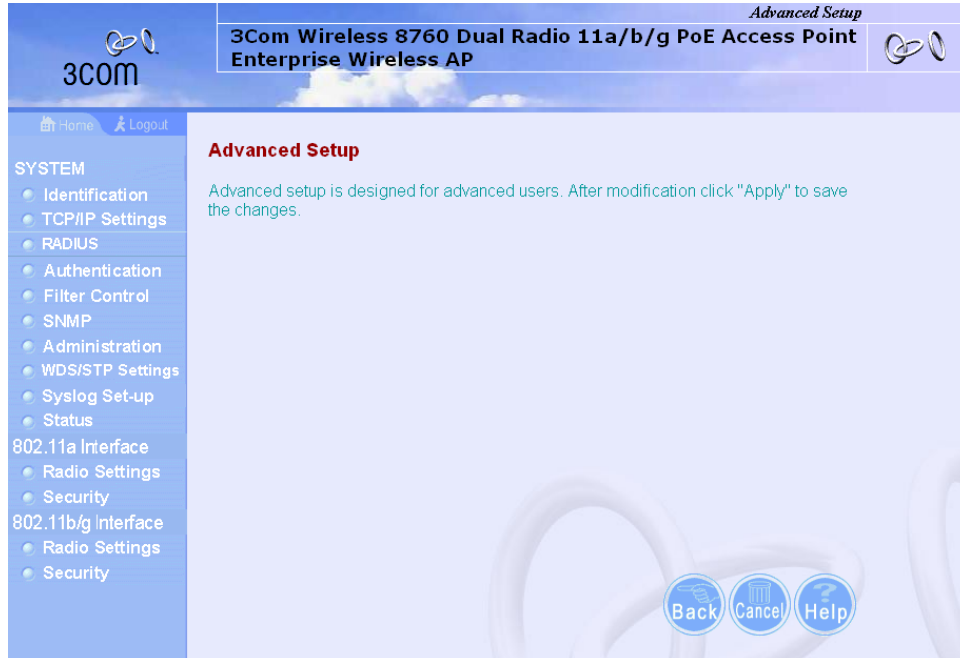 Advanced Setup
3Com Wireless 8760 Dual Radio 11a/b/g PoE Access Point
Enterprise Wireless AP
3COM
Home
Logout
SYSTEM
Identification
TCP/IP Settings
RADIUS
Authentication
Filter Control
SNMP
Administration
WDS/STP Settings
Syslog Set-up
Status
802.11a Interface
Radio Settings
Security
802.11b/g Interface
Radio Settings
Security
Advanced Setup
Advanced setup is designed for advanced users. After modification click "Apply" to save
the changes.
Back
Cancel
Help